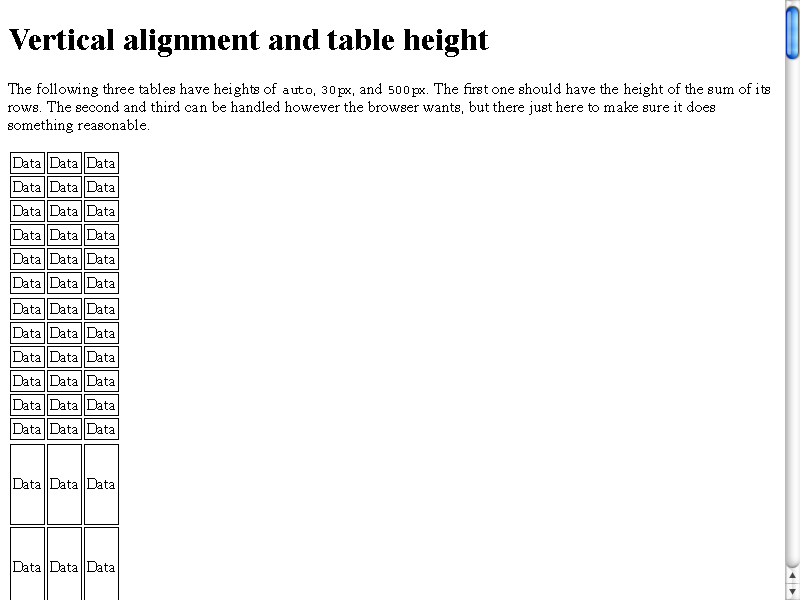 Vertical alignment and table height
The following three tables have heights of auto, 30px, and 500px. The first one should have the height of the sum of its
rows. The second and third can be handled however the browser wants, but there just here to make sure it does
something reasonable.
Data Data Data
Data Data Data
Data Data Data
Data Data Data
Data Data Data
Data Data Data
Data Data Data
Data Data Data
Data Data Data
Data Data Data
Data Data Data
Data Data Data
Data Data Data
Data Data Data